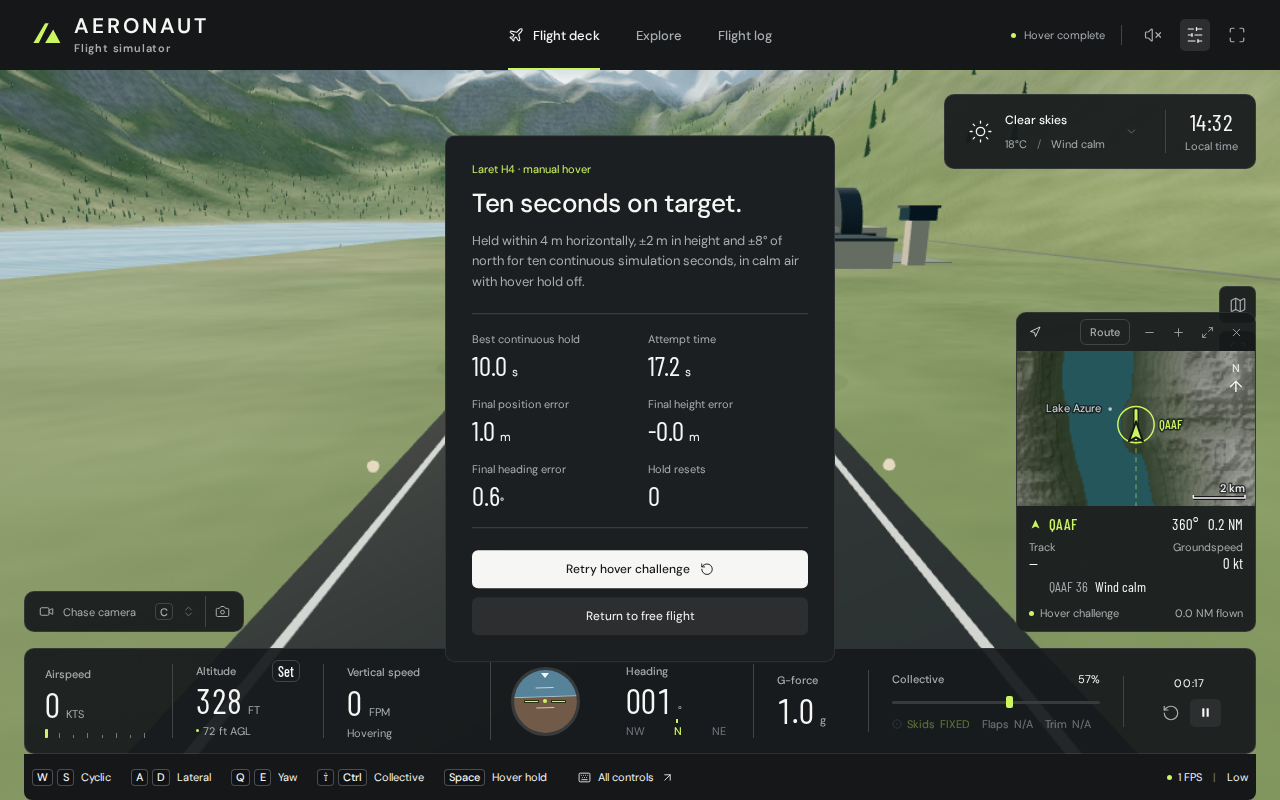 AERONAUT
Flight simulator
Flight deck
Explore
Flight log
Hover complete
Clear skies
18°C / Wind calm
14:32
Local time
Laret H4 · manual hover
Ten seconds on target.
Held within 4 m horizontally, ±2 m in height and ±8° of
north for ten continuous simulation seconds, in calm air
with hover hold off.
Best continuous hold
10.0 s
Attempt time
17.2 s
Final position error
1.0 m
Final height error
-0.0 m
Final heading error
0.6°
Hold resets
0
Retry hover challenge
Return to free flight
Route
N
Lake Azure
QAAF
2 km
QAAF 360° 0.2 NM
Track Groundspeed
— 0 kt
QAAF 36 Wind calm
Hover challenge 0.0 NM flown
Chase camera C
Airspeed
0 KTS
Altitude Set
328 FT
72 ft AGL
Vertical speed
0 FPM
Hovering
Heading
001°
NW N NE
G-force
1.0 g
Collective 57%
Skids FIXED Flaps N/A Trim N/A
00:17
W S Cyclic A D Lateral Q E Yaw ⇧ Ctrl Collective Space Hover hold All controls
1 FPS | Low